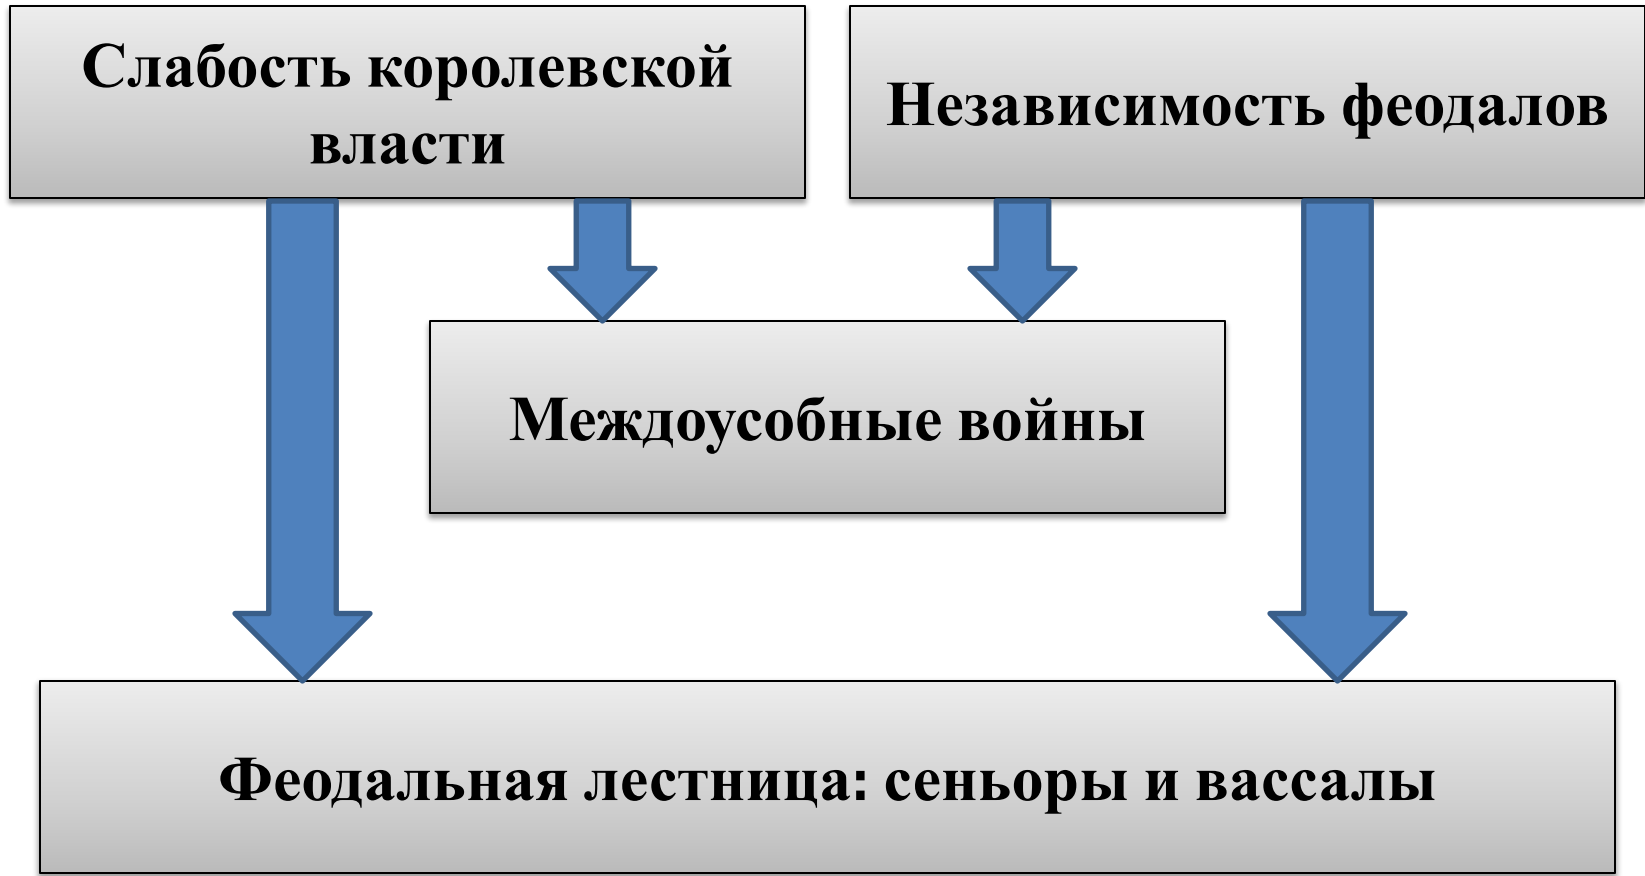 Слабость королевской
власти
Независимость феодалов
Междоусобные войны
Феодальная лестница: сеньоры и вассалы